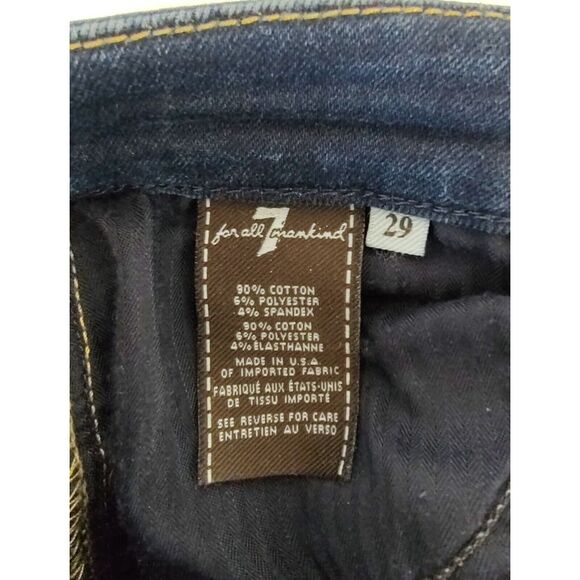 for all 7 mankind
29
90% COTTON
6% POLYESTER
4% SPANDEX
90% COTON
6% POLYESTER
4% ÉLASTHANNE
MADE IN U.S.A.
OF IMPORTED FABRIC
FABRIQUÉ AUX ÉTATS-UNIS
DE TISSU IMPORTÉ
SEE REVERSE FOR CARE
ENTRETIEN AU VERSO